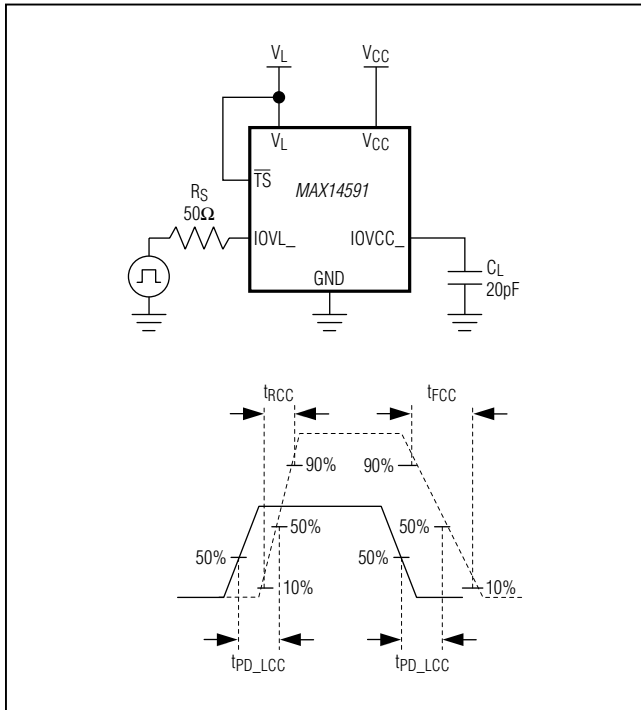 VL VCC
VL VCC
TS
MAX14591
RS
50Ω
IOVL_ IOVCC_
GND
CL
20pF
tRCC tFCC
90% 90%
50% 50%
50% 50%
10% 10%
tPD_LCC tPD_LCC